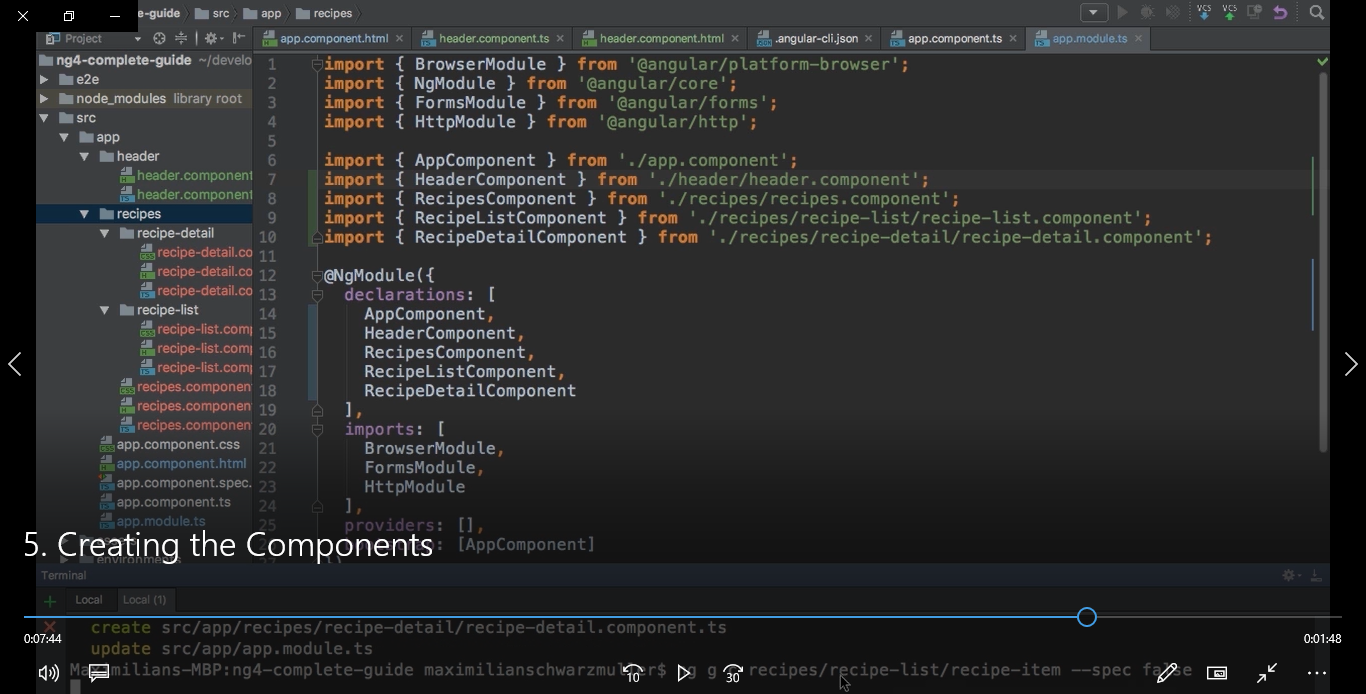 e-guide src app recipes
VCS VCS
Project
app.component.html header.component.ts header.component.html .angular-cli.json app.component.ts app.module.ts
ng4-complete-guide ~/develo
e2e
node_modules library root
src
app
header
header.component
header.component
recipes
recipe-detail
recipe-detail.co
recipe-detail.co
recipe-detail.co
recipe-list
recipe-list.comp
recipe-list.comp
recipe-list.comp
recipes.componen
recipes.componen
recipes.componen
app.component.css
app.component.html
app.component.spec.
app.component.ts
app.module.ts
environments
1 import { BrowserModule } from '@angular/platform-browser';
2 import { NgModule } from '@angular/core';
3 import { FormsModule } from '@angular/forms';
4 import { HttpModule } from '@angular/http';
5
6 import { AppComponent } from './app.component';
7 import { HeaderComponent } from './header/header.component';
8 import { RecipesComponent } from './recipes/recipes.component';
9 import { RecipeListComponent } from './recipes/recipe-list/recipe-list.component';
10 import { RecipeDetailComponent } from './recipes/recipe-detail/recipe-detail.component';
11
12 @NgModule({
13 declarations: [
14 AppComponent,
15 HeaderComponent,
16 RecipesComponent,
17 RecipeListComponent,
18 RecipeDetailComponent
19 ],
20 imports: [
21 BrowserModule,
22 FormsModule,
23 HttpModule
24 ],
25 providers: [],
: [AppComponent]
5. Creating the Components
Terminal
Local Local (1)
create src/app/recipes/recipe-detail/recipe-detail.component.ts
0:07:44 0:01:48
update src/app/app.module.ts
milians-MBP:ng4-complete-guide g recipes/recipe-list/recipe-item --spec
10 30